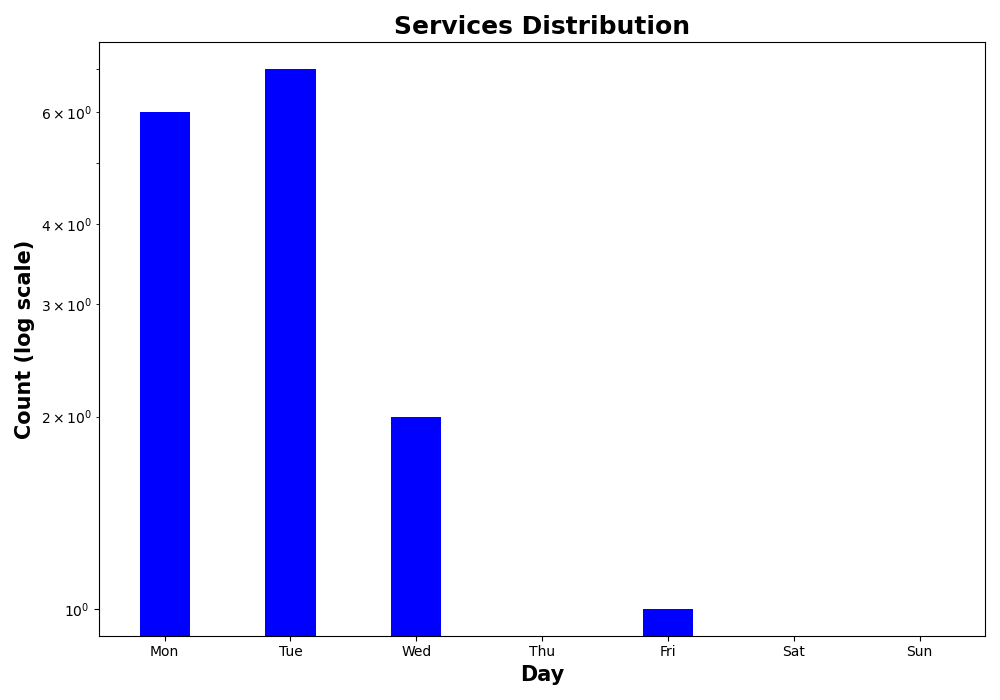 Services Distribution
Count (log scale)
6 × 10⁰
4 × 10⁰
3 × 10⁰
2 × 10⁰
10⁰
Mon Tue Wed Thu Fri Sat Sun
Day